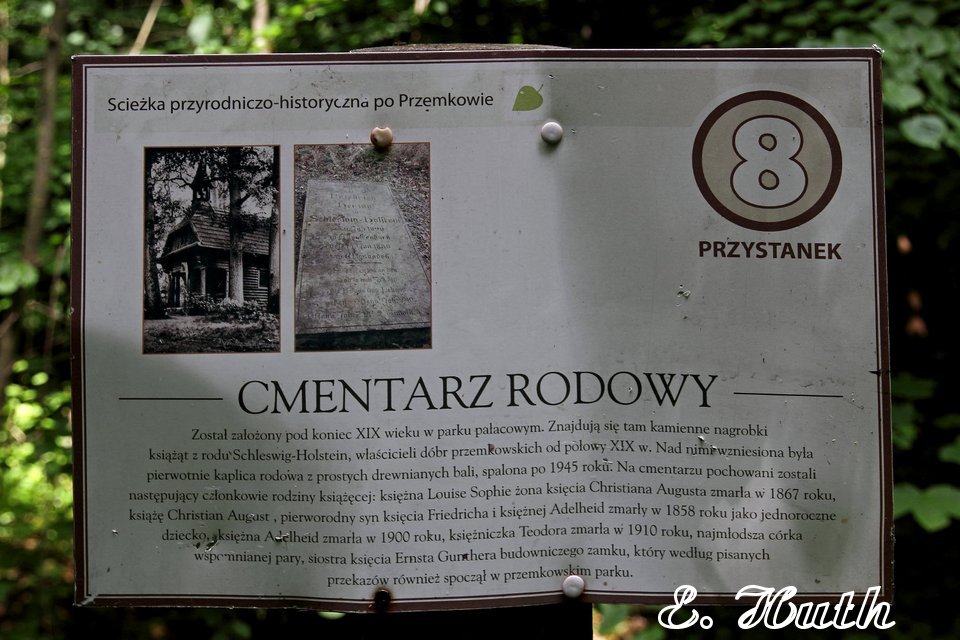 Ścieżka przyrodniczo-historyczna po Przemkowie
8
PRZYSTANEK
Schleswig-Holstein
CMENTARZ RODOWY
Został założony pod koniec XIX wieku w parku pałacowym. Znajdują się tam kamienne nagrobki
książąt z rodu Schleswig-Holstein, właścicieli dóbr przemkowskich od połowy XIX w. Nad nimi wzniesiona była
pierwotnie kaplica rodowa z prostych drewnianych bali, spalona po 1945 roku. Na cmentarzu pochowani zostali
następujący członkowie rodziny książęcej: księżna Louise Sophie żona księcia Christiana Augusta zmarła w 1867 roku,
książę Christian August , pierworodny syn księcia Friedricha i księżnej Adelheid zmarły w 1858 roku jako jednoroczne
dziecko, księżna Adelheid zmarła w 1900 roku, księżniczka Teodora zmarła w 1910 roku, najmłodsza córka
wspomnianej pary, siostra księcia Ernsta Gunthera budowniczego zamku, który według pisanych
przekazów również spoczął w przemkowskim parku.
E. Huth